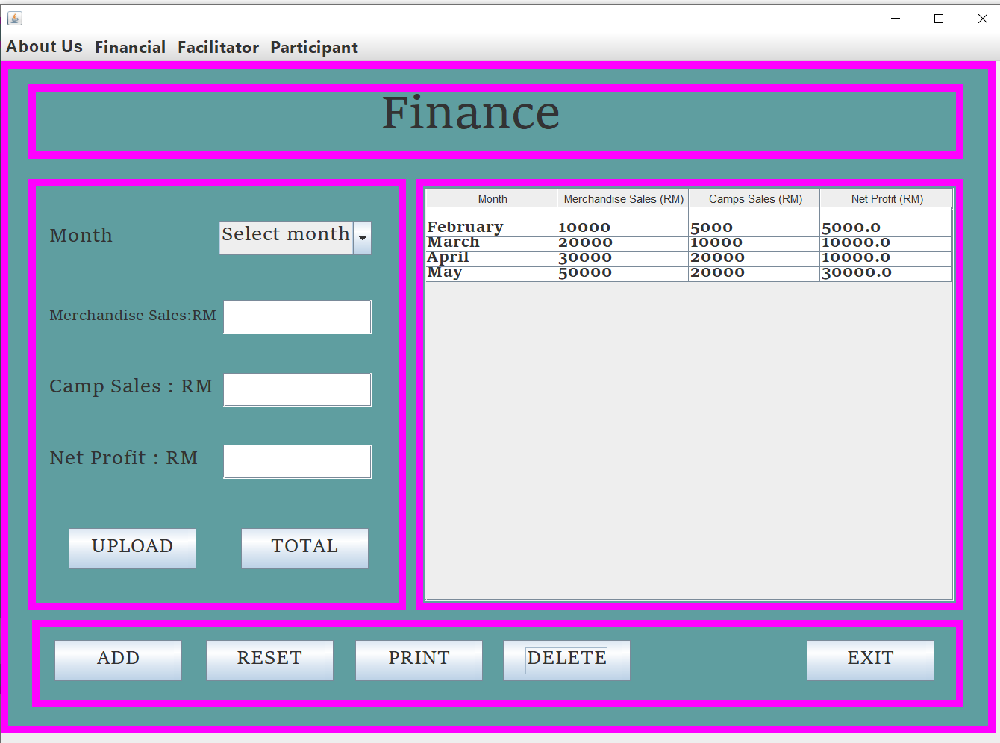 About Us Financial Facilitator Participant
Finance
Month Select month
Merchandise Sales:RM
Camp Sales : RM
Net Profit : RM
UPLOAD TOTAL
Month Merchandise Sales (RM) Camps Sales (RM) Net Profit (RM)
February 10000 5000 5000.0
March 20000 10000 10000.0
April 30000 20000 10000.0
May 50000 20000 30000.0
ADD RESET PRINT DELETE EXIT